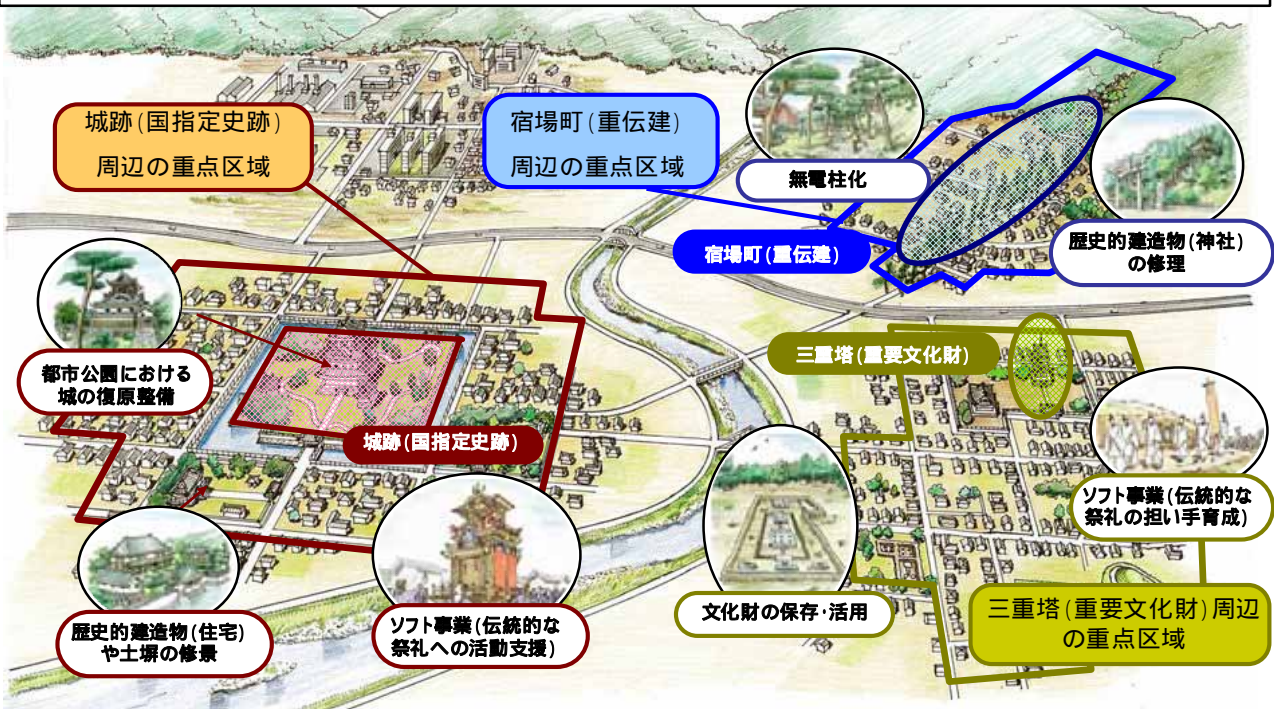 城跡(国指定史跡)
周辺の重点区域
宿場町(重伝建)
周辺の重点区域
無電柱化
歴史的建造物(神社)
の修理
宿場町(重伝建)
都市公園における
城の復原整備
城跡(国指定史跡)
三重塔(重要文化財)
ソフト事業(伝統的な
祭礼の担い手育成)
歴史的建造物(住宅)
や土塀の修景
ソフト事業(伝統的な
祭礼への活動支援)
文化財の保存・活用
三重塔(重要文化財)周辺
の重点区域